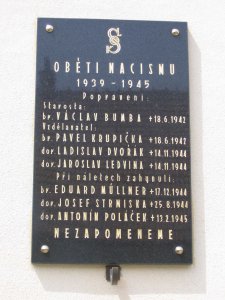 OBĚTI NACISMU
1939 - 1945
Popraveni:
Starosta:
br. VÁCLAV BUMBA +18.6.1942
Vzdělavatel:
br. PAVEL KRUPIČKA +18.6.1942
dor. LADISLAV DVOŘÁK +14.11.1944
dor. JAROSLAV LEDVINA +14.11.1944
Při náletech zahynuli:
br. EDUARD MÜLLNER +17.12.1944
dor. JOSEF STRMISKA +25.8.1944
dor. ANTONÍN POLÁČEK +13.2.1945
NEZAPOMENEME